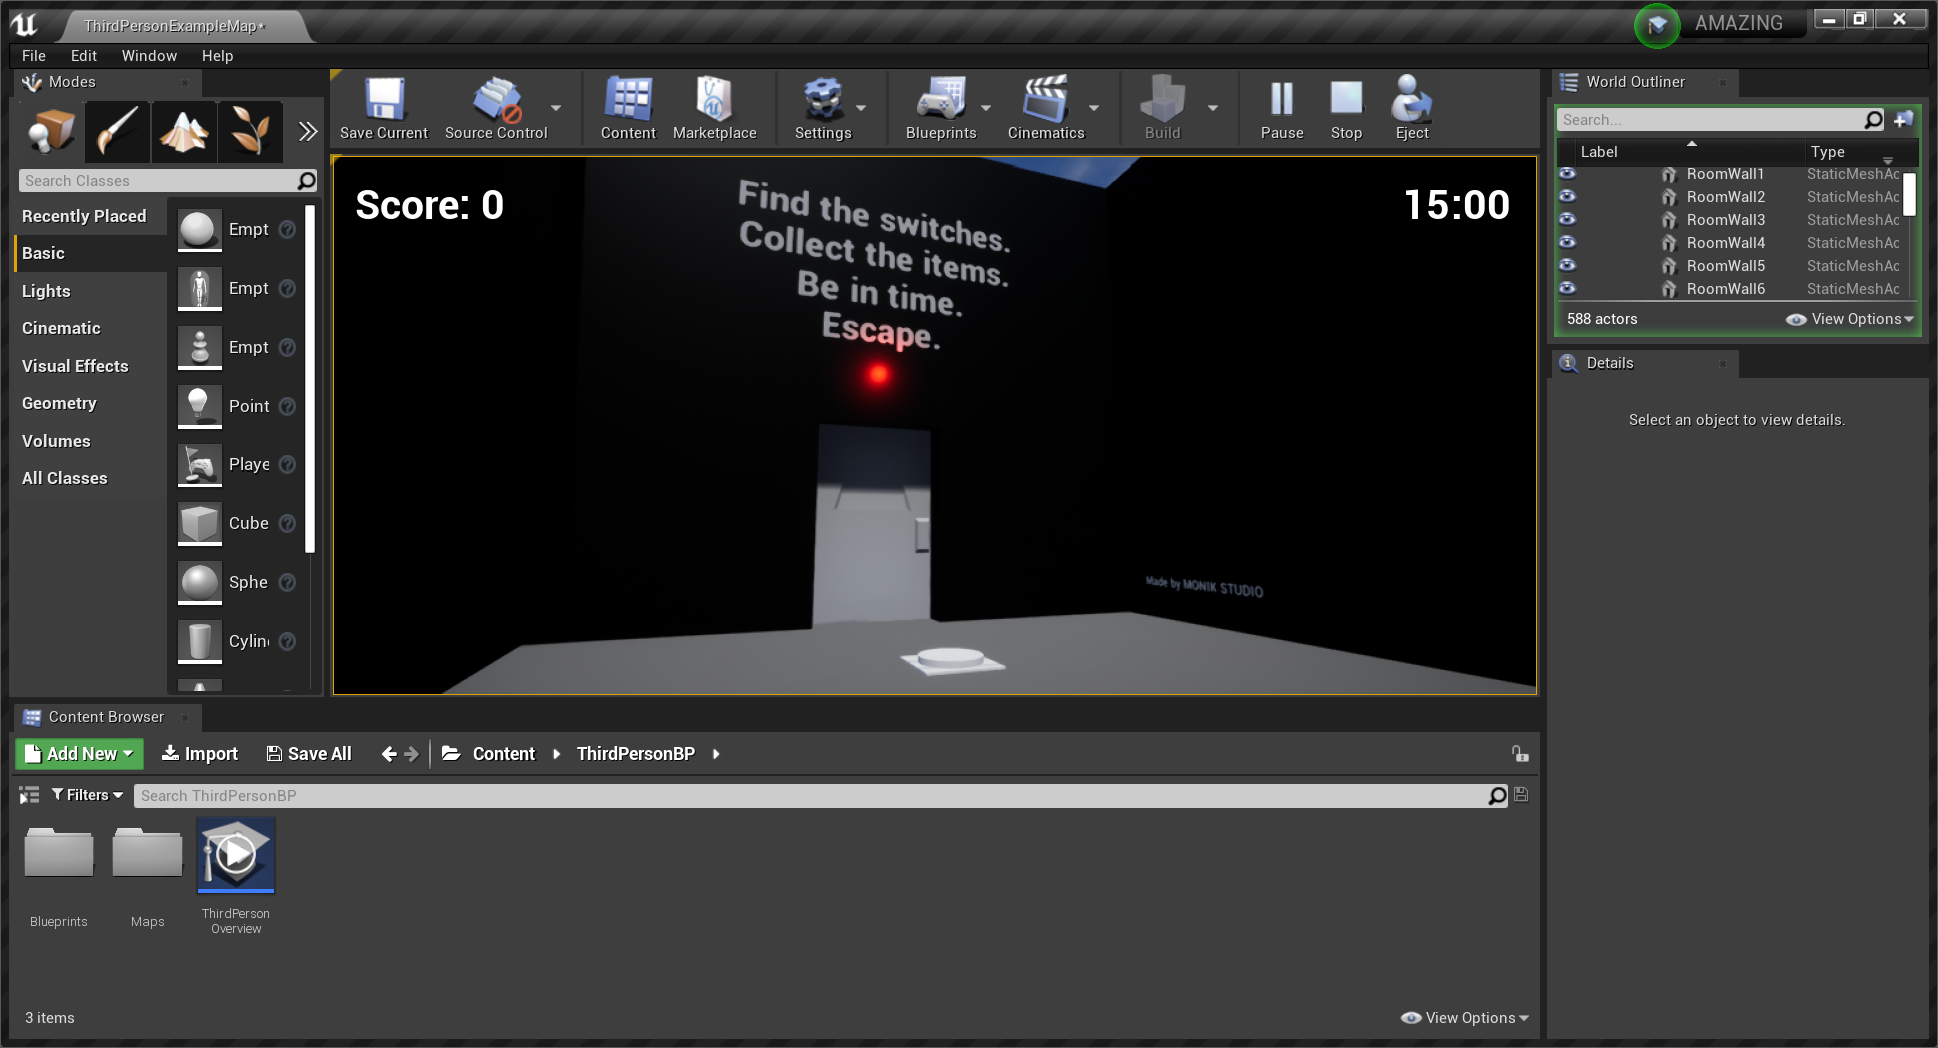 ThirdPersonExampleMap*
AMAZING
File Edit Window Help
Modes
Search Classes
Recently Placed
Basic
Lights
Cinematic
Visual Effects
Geometry
Volumes
All Classes
Empt
Empt
Empt
Point
Playe
Cube
Sphe
Cylin
Save Current
Source Control
Content
Marketplace
Settings
Blueprints
Cinematics
Build
Pause
Stop
Eject
Score: 0
15:00
Find the switches.
Collect the items.
Be in time.
Escape.
Made by MONIK STUDIO
World Outliner
Search...
Label Type
RoomWall1 StaticMeshAc
RoomWall2 StaticMeshAc
RoomWall3 StaticMeshAc
RoomWall4 StaticMeshAc
RoomWall5 StaticMeshAc
RoomWall6 StaticMeshAc
588 actors
View Options
Details
Select an object to view details.
Content Browser
Add New Import Save All Content ThirdPersonBP
Filters
Search ThirdPersonBP
Blueprints
Maps
ThirdPerson
Overview
3 items
View Options